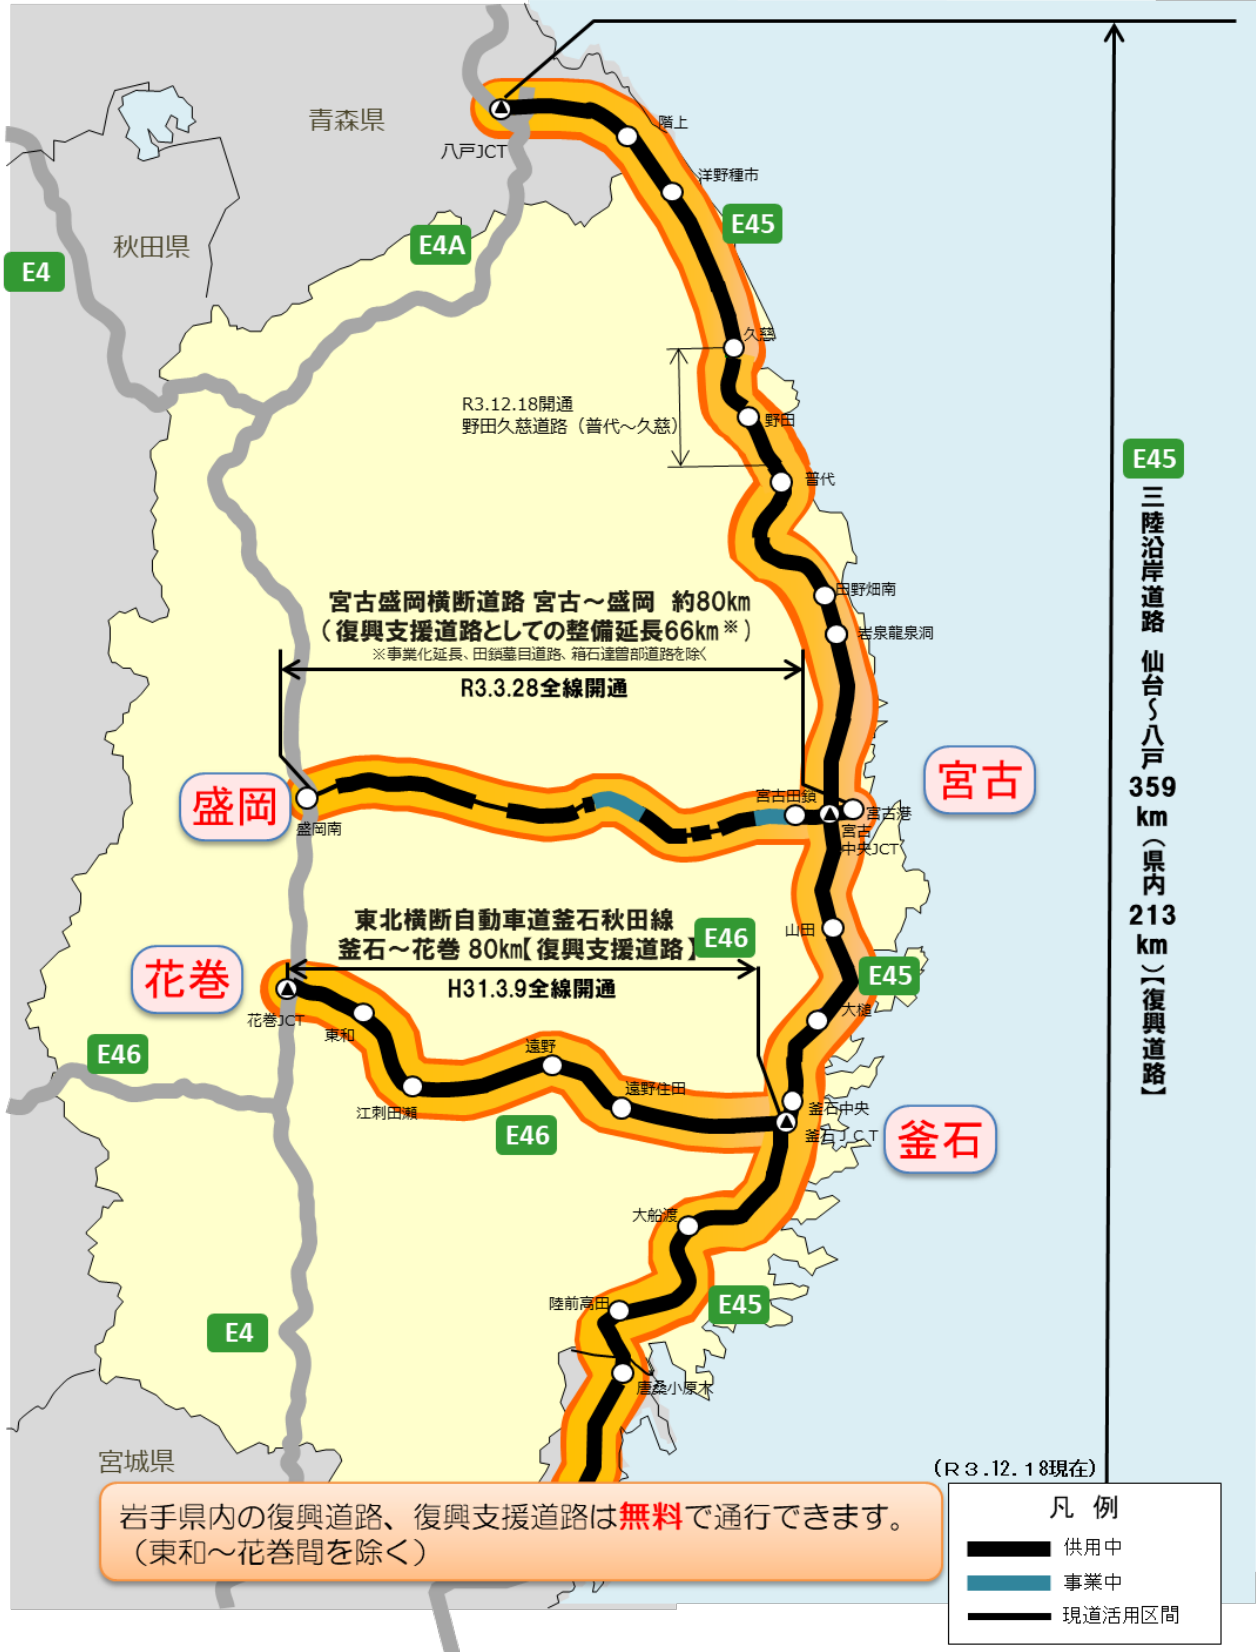 青森県
八戸JCT
階上
洋野種市
E45
秋田県
E4A
E4
久慈
R3.12.18開通
野田久慈道路（普代～久慈）
野田
普代
E45
三陸沿岸道路 仙台～八戸359km（県内213km）【復興道路】
田野畑南
岩泉龍泉洞
宮古盛岡横断道路 宮古～盛岡 約80km
（復興支援道路としての整備延長66km※）
※事業化延長、田鎖蟇目道路、箱石達曽部道路を除く
R3.3.28全線開通
宮古
盛岡
盛岡南
宮古田鎖
宮古港
宮古
中央JCT
東北横断自動車道釜石秋田線
釜石～花巻 80km【復興支援道路】
E46
H31.3.9全線開通
山田
E45
大槌
花巻
花巻JCT
東和
E46
遠野
江刺田瀬
遠野住田
E46
釜石中央
釜石ＪＣＴ
釜石
大船渡
陸前高田
E45
E4
唐桑小原木
宮城県
（Ｒ３.12.18現在）
岩手県内の復興道路、復興支援道路は無料で通行できます。
（東和～花巻間を除く）
凡 例
供用中
事業中
現道活用区間